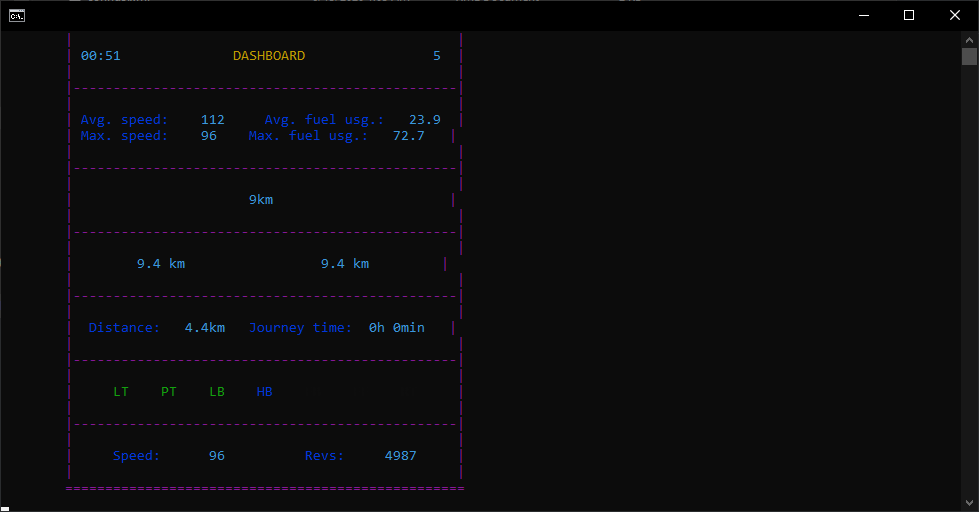 00:51 DASHBOARD 5
Avg. speed: 112 Avg. fuel usg.: 23.9
Max. speed: 96 Max. fuel usg.: 72.7
9km
9.4 km 9.4 km
Distance: 4.4km Journey time: 0h 0min
LT PT LB HB
Speed: 96 Revs: 4987